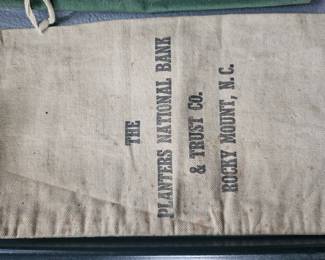 THE
PLANTERS NATIONAL BANK
& TRUST CO.
ROCKY MOUNT, N. C.